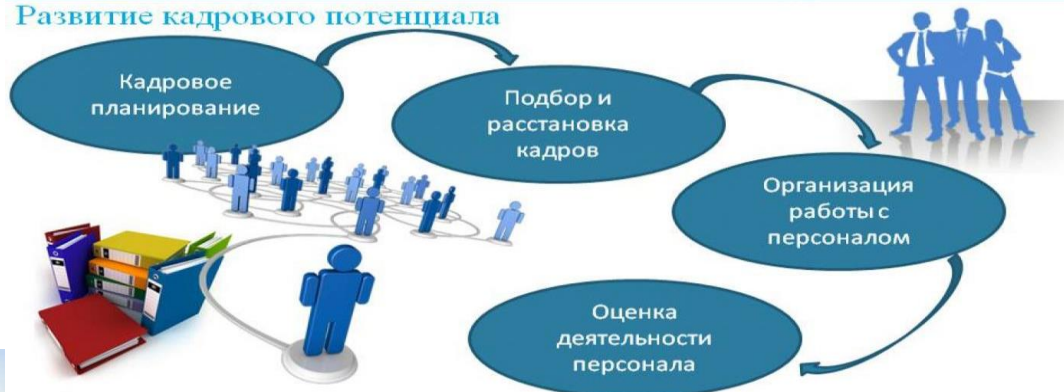 Развитие кадрового потенциала
Кадровое
планирование
Подбор и
расстановка
кадров
Организация
работы с
персоналом
Оценка
деятельности
персонала